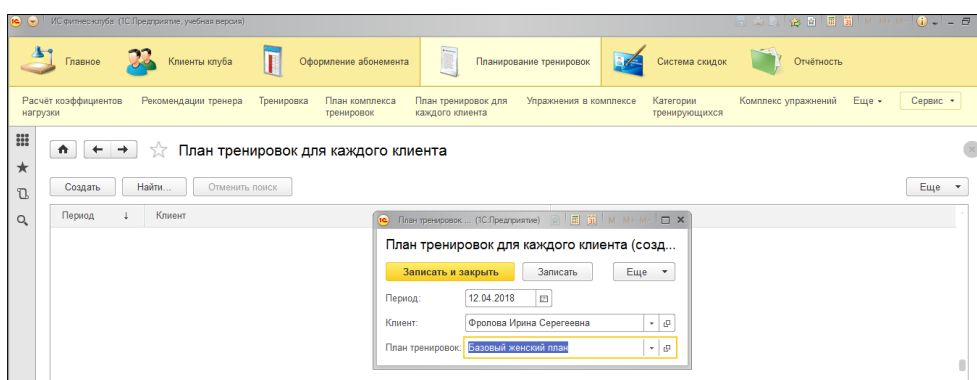 ИС фитнес-клуба (1С:Предприятие, учебная версия)
M M+ M-
Главное Клиенты клуба Оформление абонемента Планирование тренировок Система скидок Отчётность
Расчёт коэффициентов нагрузки Рекомендации тренера Тренировка План комплекса тренировок План тренировок для каждого клиента Упражнения в комплексе Категории тренирующихся Комплекс упражнений Еще Сервис
План тренировок для каждого клиента
Создать Найти... Отменить поиск Еще
Период ↓ Клиент
План тренировок .... (1С:Предприятие) M M+ M-
План тренировок для каждого клиента (созд...
Записать и закрыть Записать Еще
Период: 12.04.2018
Клиент: Фролова Ирина Серегеевна
План тренировок: Базовый женский план